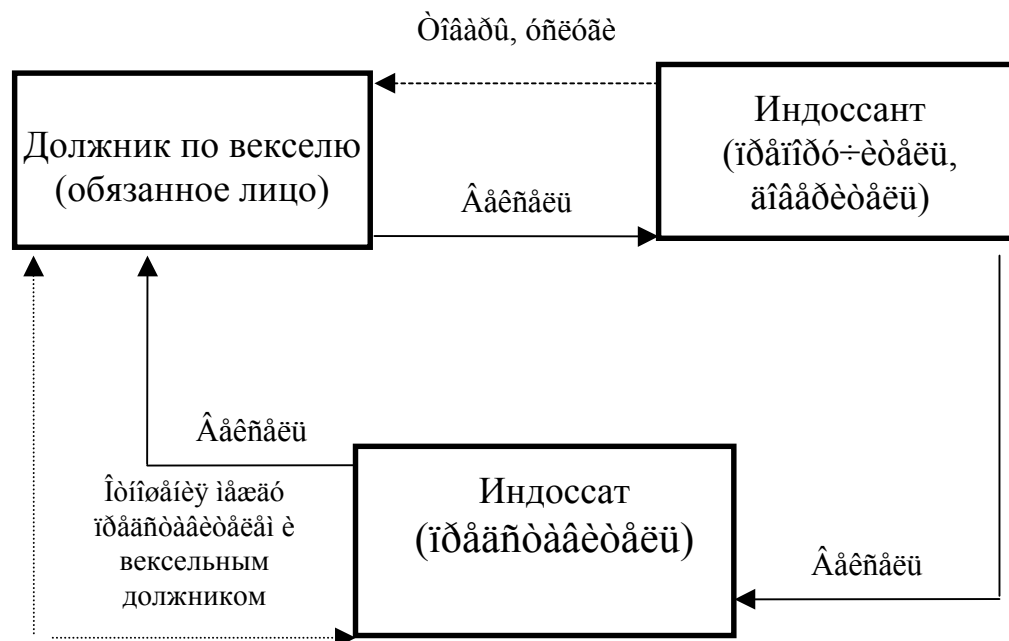 Òîâàðû, óñëóãè
Должник по векселю
(обязанное лицо)
Индоссант
(ïðåïîðó÷èòåëü,
äîâåðèòåëü)
Âåêñåëü
Âåêñåëü
Îòíîøåíèÿ ìåæäó
ïðåäñòàâèòåëåì è
вексельным
должником
Индоссат
(ïðåäñòàâèòåëü)
Âåêñåëü